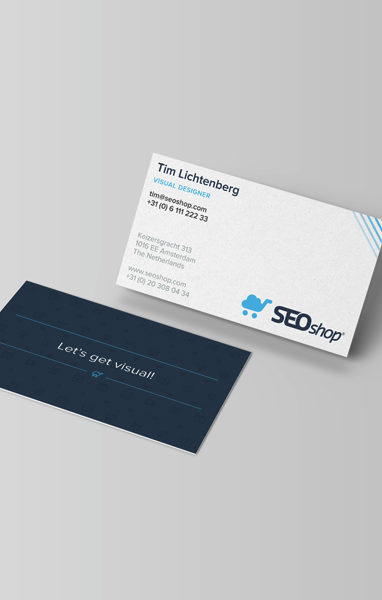 Tim Lichtenberg
VISUAL DESIGNER
tim@seoshop.com
+31 (0) 6 111 222 33
Keizersgracht 313
1016 EE Amsterdam
The Netherlands
www.seoshop.com
+31 (0) 20 308 04 34
SEOshop®
Let's get visual!